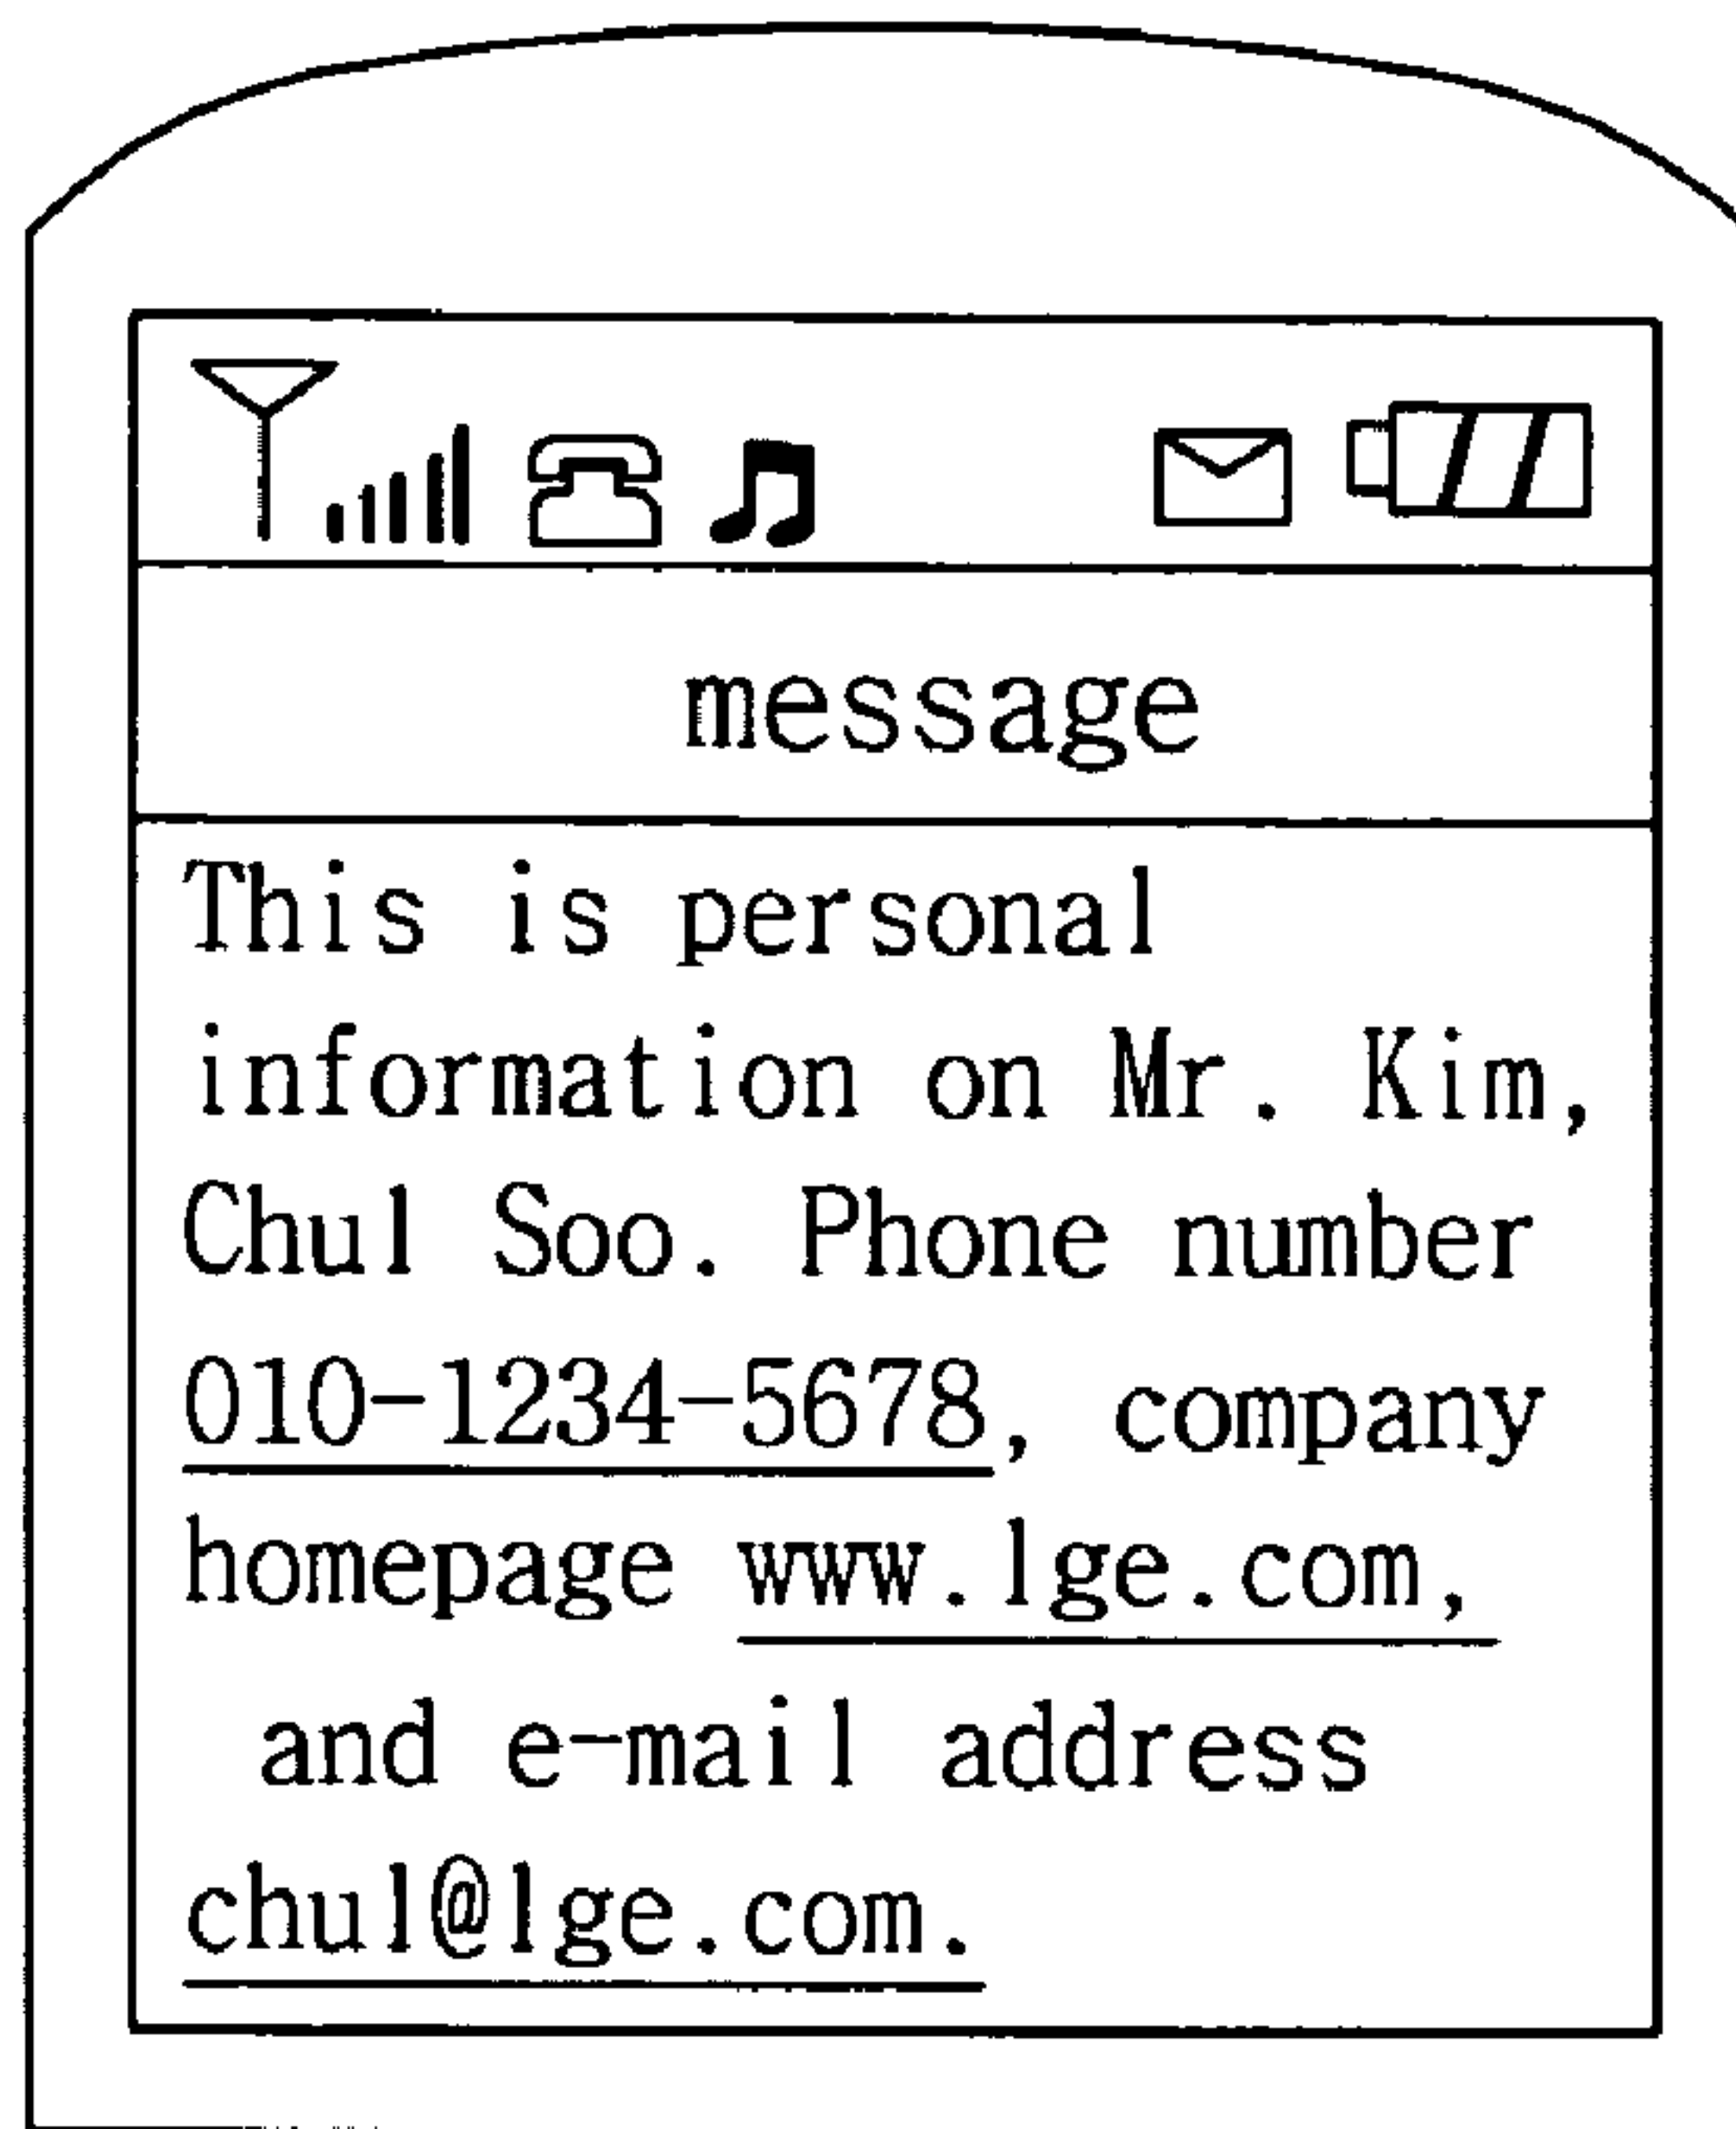 message
This is personal
information on Mr. Kim,
Chul Soo. Phone number
010-1234-5678, company
homepage www.lge.com,
and e-mail address
chul@lge.com.